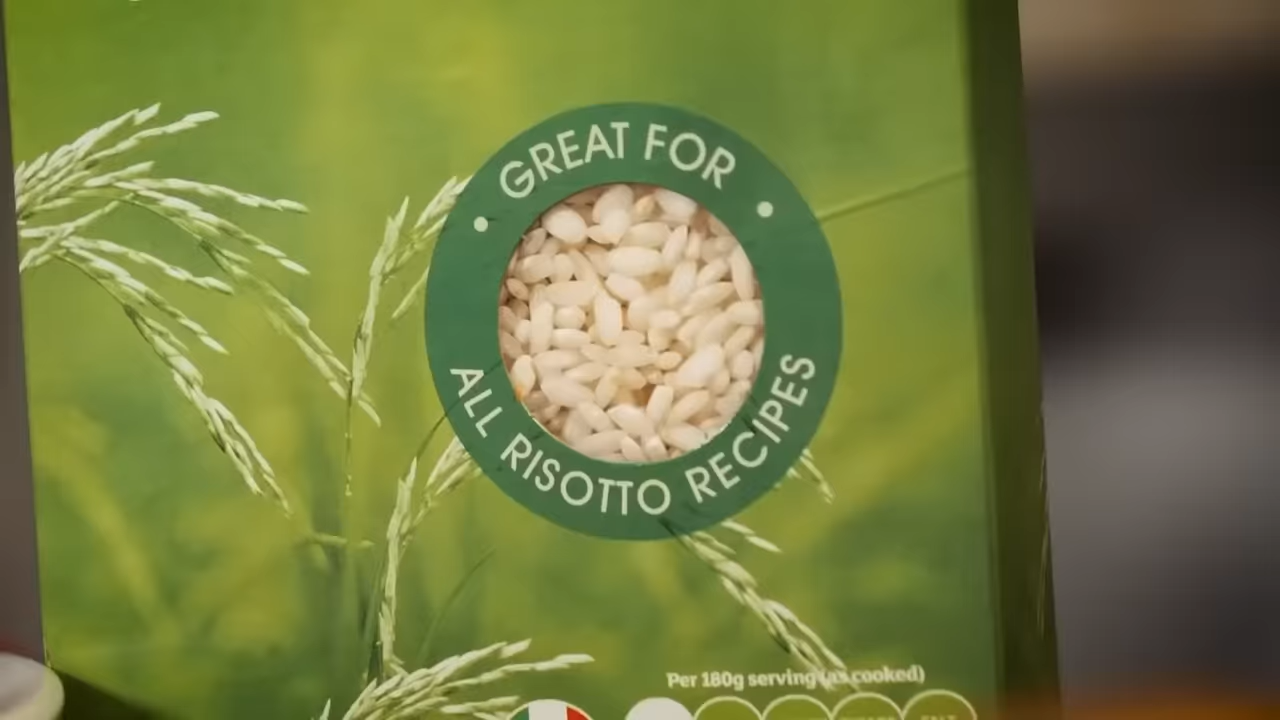 GREAT FOR
ALL RISOTTO RECIPES
Per 180g serving (as cooked)